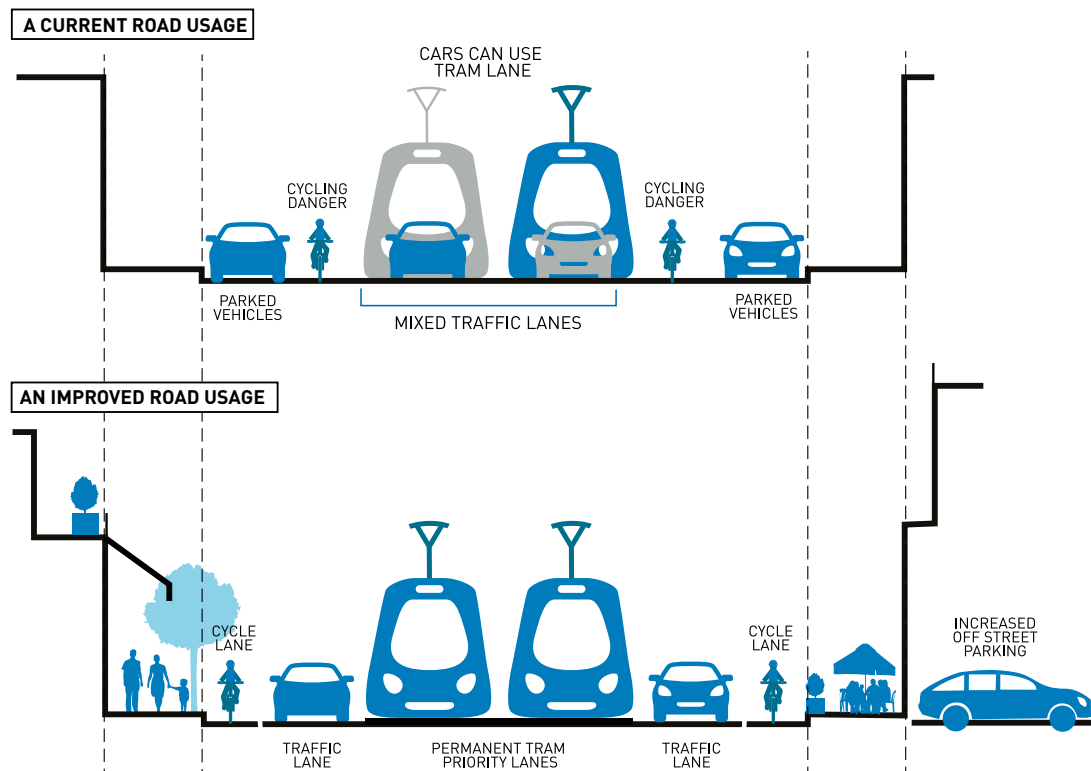 A CURRENT ROAD USAGE
CARS CAN USE
TRAM LANE
CYCLING
DANGER
CYCLING
DANGER
PARKED
VEHICLES
MIXED TRAFFIC LANES
PARKED
VEHICLES
AN IMPROVED ROAD USAGE
CYCLE
LANE
CYCLE
LANE
INCREASED
OFF STREET
PARKING
TRAFFIC
LANE
PERMANENT TRAM
PRIORITY LANES
TRAFFIC
LANE